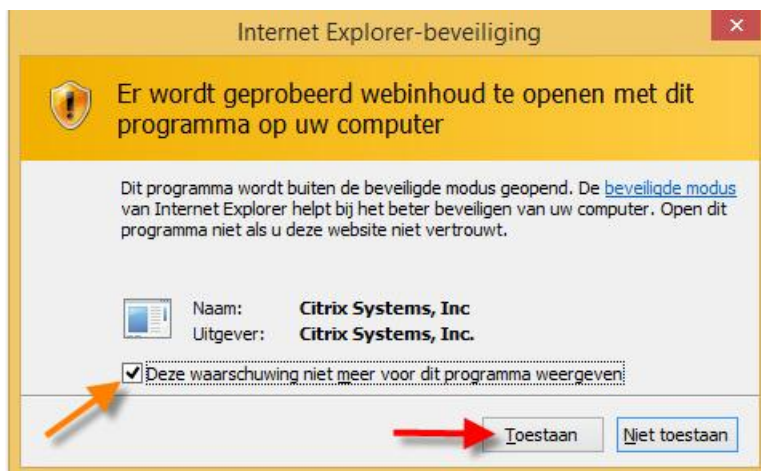 Internet Explorer-beveiliging
Er wordt geprobeerd webinhoud te openen met dit
programma op uw computer
Dit programma wordt buiten de beveiligde modus geopend. De beveiligde modus
van Internet Explorer helpt bij het beter beveiligen van uw computer. Open dit
programma niet als u deze website niet vertrouwt.
Naam: Citrix Systems, Inc
Uitgever: Citrix Systems, Inc.
Deze waarschuwing niet meer voor dit programma weergeven
Toestaan Niet toestaan